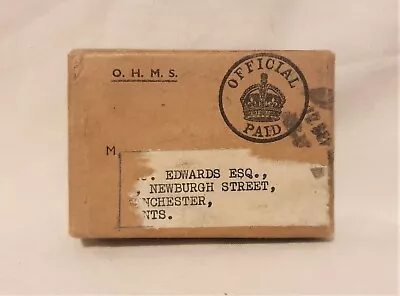 O. H. M. S.
OFFICIAL
PAID
M
. EDWARDS ESQ.,
, NEWBURGH STREET,
NCHESTER,
NTS.